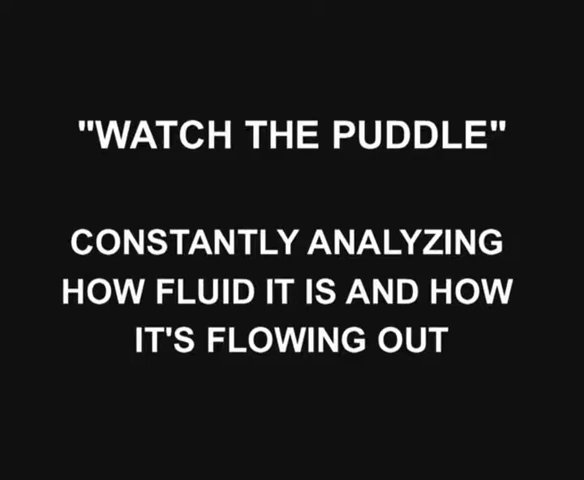 "WATCH THE PUDDLE"
CONSTANTLY ANALYZING
HOW FLUID IT IS AND HOW
IT'S FLOWING OUT